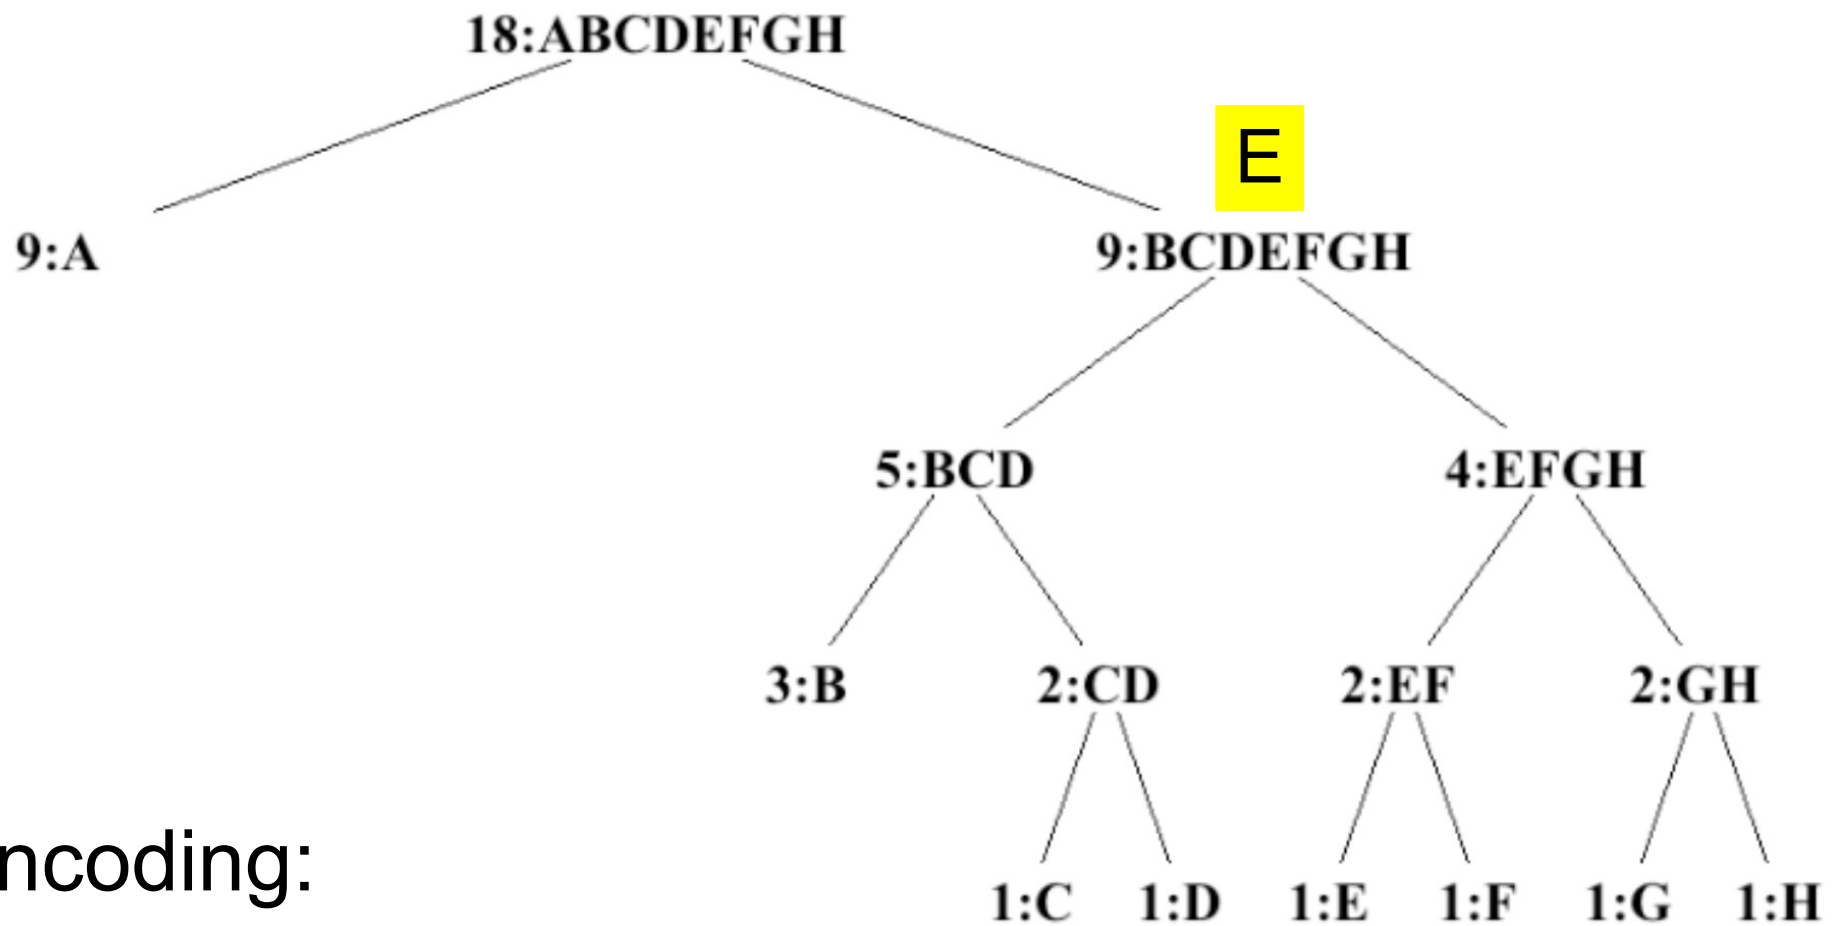 18:ABCDEFGH
E
9:A 9:BCDEFGH
5:BCD 4:EFGH
3:B 2:CD 2:EF 2:GH
ncoding:
1:C 1:D 1:E 1:F 1:G 1:H